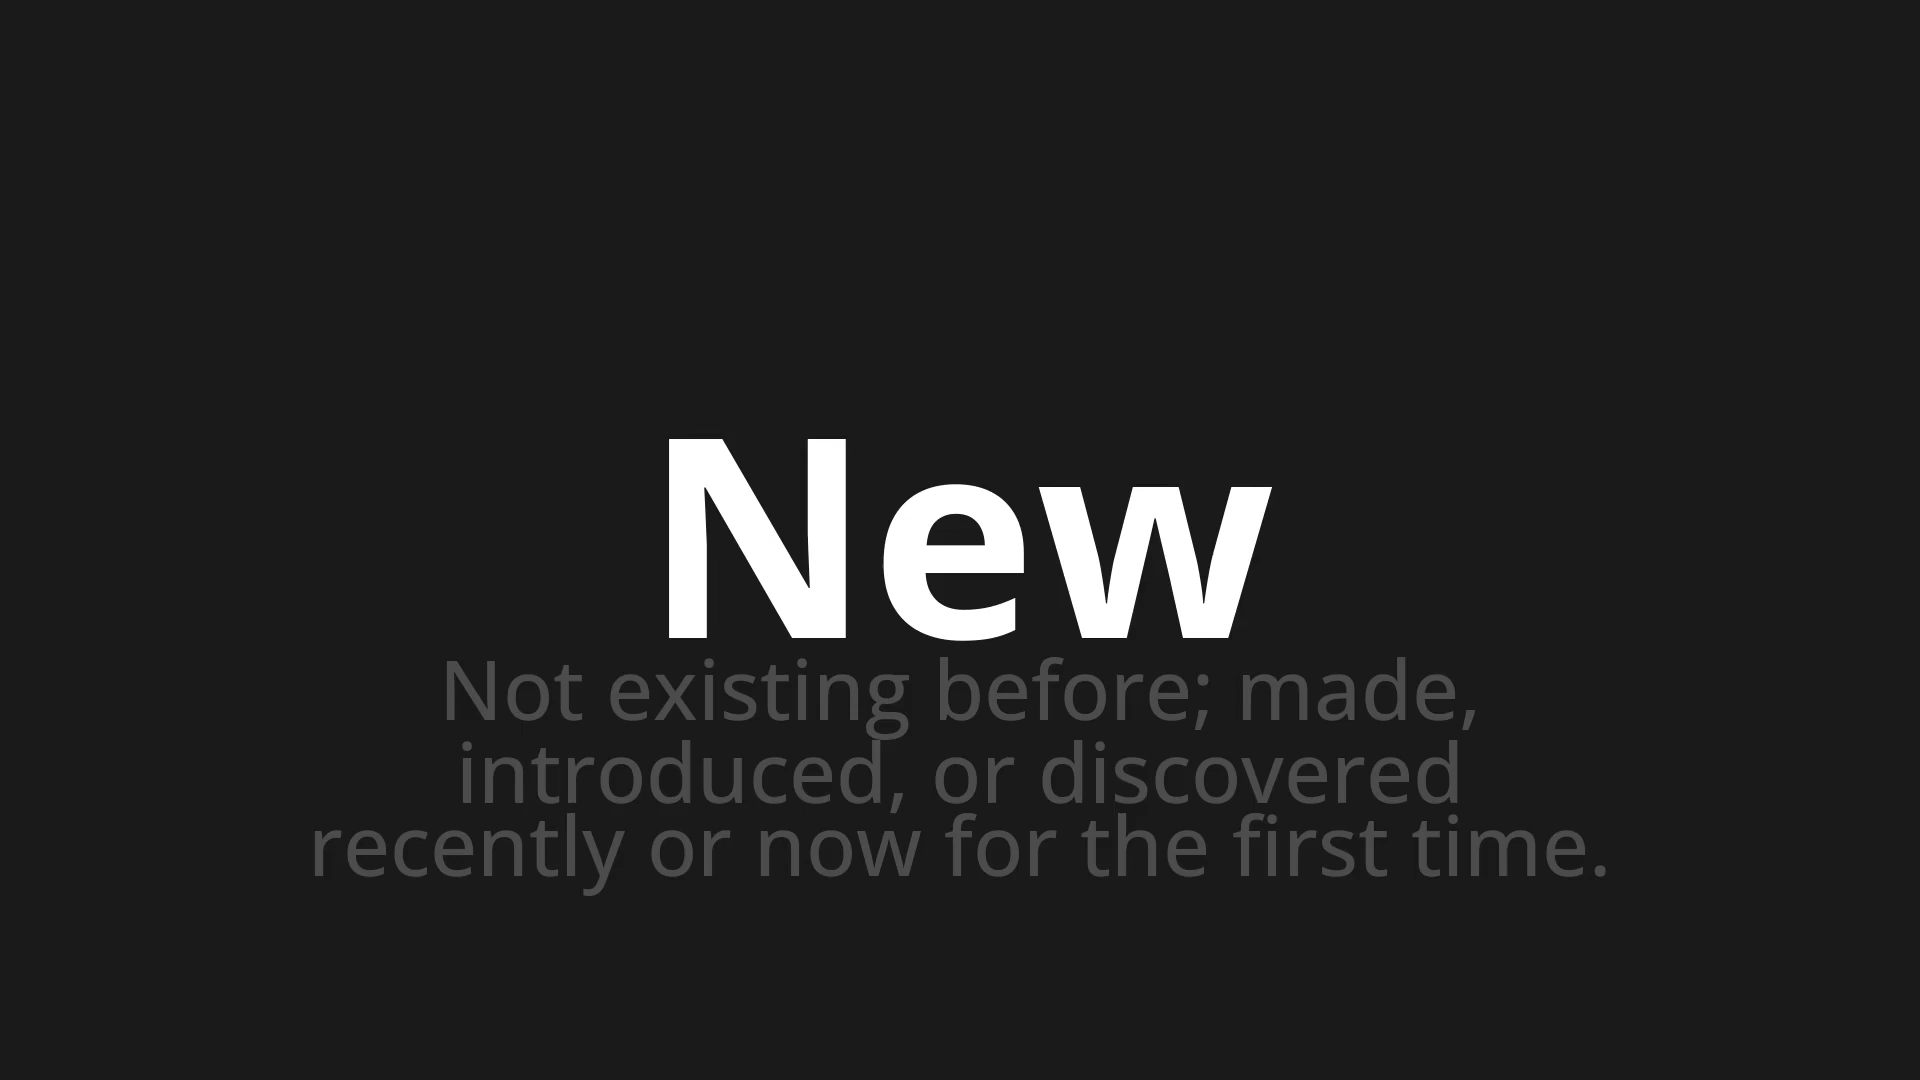 New
Not existing before; made,
introduced, or discovered
recently or now for the first time.